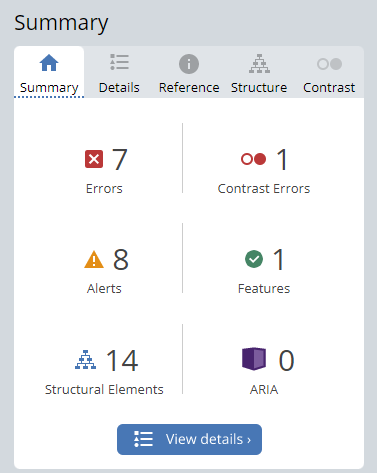 Summary
Summary Details Reference Structure Contrast
7 1
Errors Contrast Errors
8 1
Alerts Features
14 0
Structural Elements ARIA
View details ›